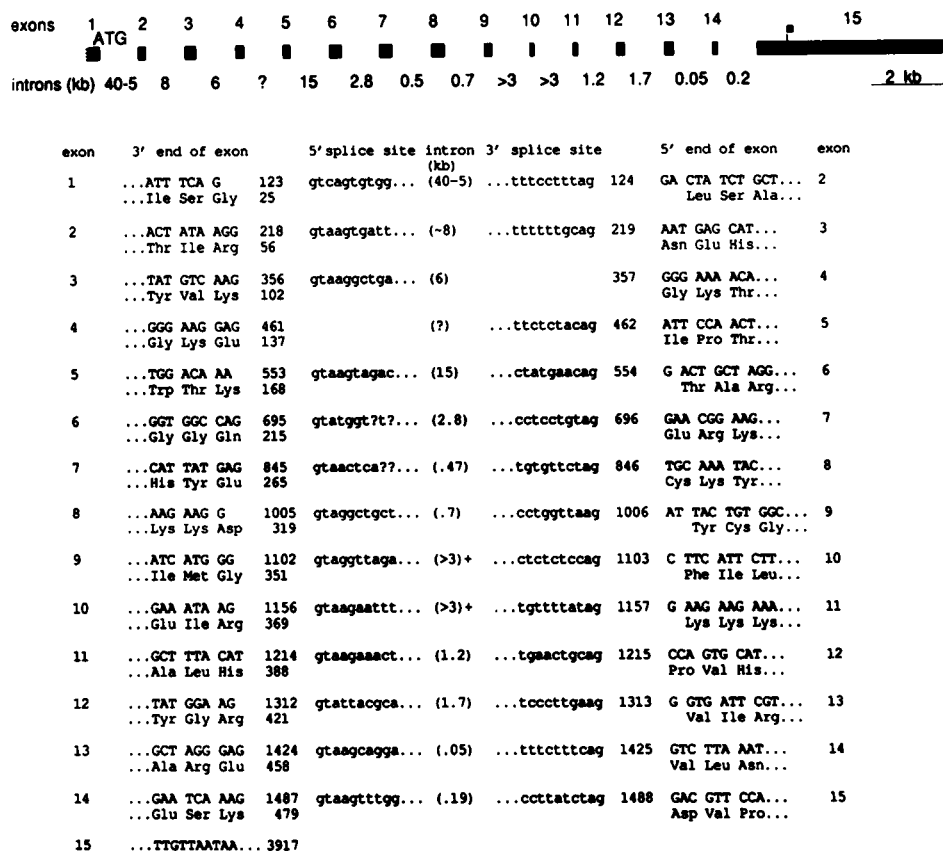 exons 1 2 3 4 5 6 7 8 9 10 11 12 13 14 15
ATG
introns (kb) 40-5 8 6 ? 15 2.8 0.5 0.7 >3 >3 1.2 1.7 0.05 0.2 2 kb
exon 3' end of exon 5' splice site intron 3' splice site 5' end of exon exon
(kb)
1 ...ATT TCA G 123 gtcagtgtgg... (40-5) ...tttcctttag 124 GA CTA TCT GCT... 2
...Ile Ser Gly 25 Leu Ser Ala...
2 ...ACT ATA AGG 218 gtaagtgatt... (~8) ...ttttttgcag 219 AAT GAG CAT... 3
...Thr Ile Arg 56 Asn Glu His...
3 ...TAT GTC AAG 356 gtaaggctga... (6) 357 GGG AAA ACA... 4
...Tyr Val Lys 102 Gly Lys Thr...
4 ...GGG AAG GAG 461 (?) ...ttctctacag 462 ATT CCA ACT... 5
...Gly Lys Glu 137 Ile Pro Thr...
5 ...TGG ACA AA 553 gtaagtagac... (15) ...ctatgaacag 554 G ACT GCT AGG... 6
...Trp Thr Lys 168 Thr Ala Arg...
6 ...GGT GGC CAG 695 gtatggt?t?... (2.8) ...cctcctgtag 696 GAA CGG AAG... 7
...Gly Gly Gln 215 Glu Arg Lys...
7 ...CAT TAT GAG 845 gtaactca??... (.47) ...tgtgttctag 846 TGC AAA TAC... 8
...His Tyr Glu 265 Cys Lys Tyr...
8 ...AAG AAG G 1005 gtaggctgct... (.7) ...cctggttaag 1006 AT TAC TGT GGC... 9
...Lys Lys Asp 319 Tyr Cys Gly...
9 ...ATC ATG GG 1102 gtaggttaga... (>3)+ ...ctctctccag 1103 C TTC ATT CTT... 10
...Ile Met Gly 351 Phe Ile Leu...
10 ...GAA ATA AG 1156 gtaagaattt... (>3)+ ...tgttttatag 1157 G AAG AAG AAA... 11
...Glu Ile Arg 369 Lys Lys Lys...
11 ...GCT TTA CAT 1214 gtaagaaact... (1.2) ...tgaactgcag 1215 CCA GTG CAT... 12
...Ala Leu His 388 Pro Val His...
12 ...TAT GGA AG 1312 gtattacgca... (1.7) ...tcccttgaag 1313 G GTG ATT CGT... 13
...Tyr Gly Arg 421 Val Ile Arg...
13 ...GCT AGG GAG 1424 gtaagcagga... (.05) ...tttctttcag 1425 GTC TTA AAT... 14
...Ala Arg Glu 458 Val Leu Asn...
14 ...GAA TCA AAG 1487 gtaagtttgg... (.19) ...ccttatctag 1488 GAC GTT CCA... 15
...Glu Ser Lys 479 Asp Val Pro...
15 ...TTGTTAATAA... 3917